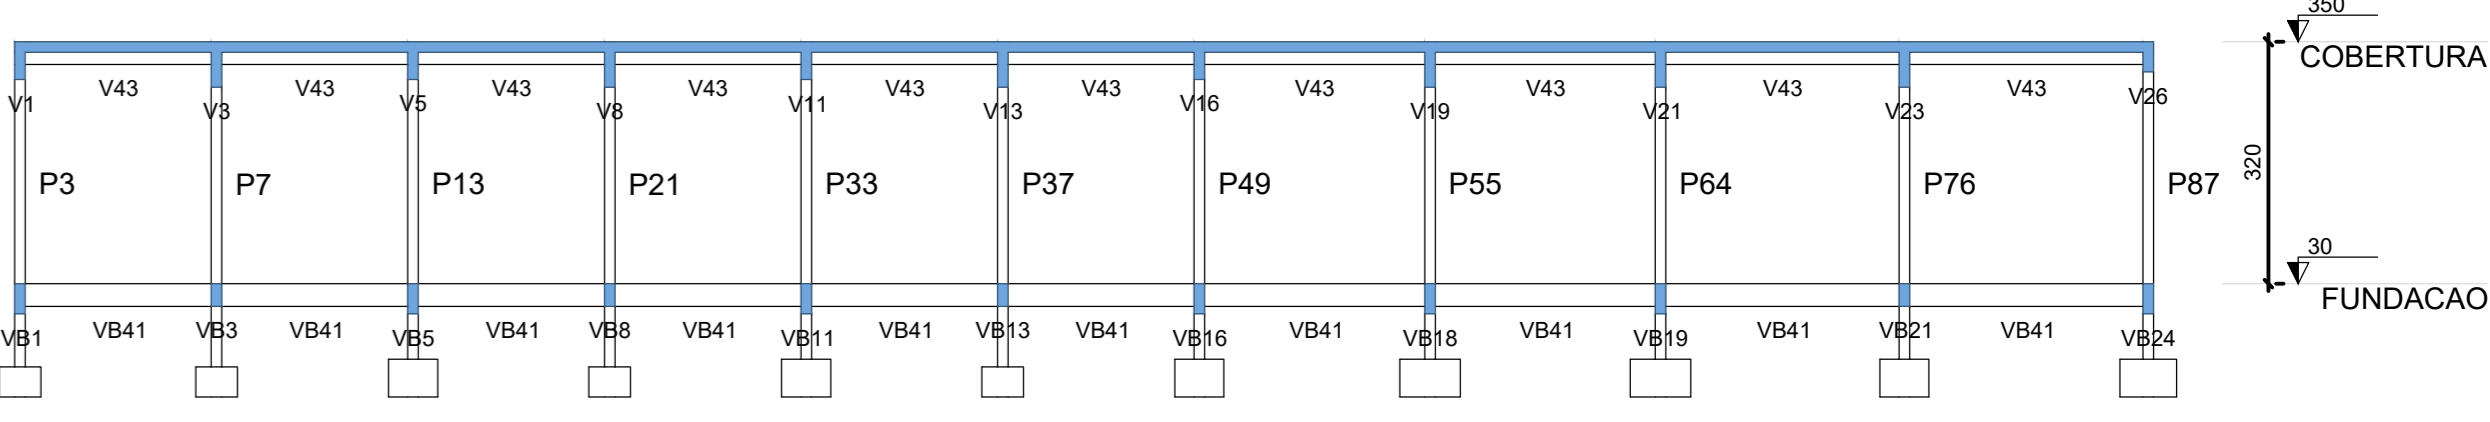 350
COBERTURA
V43 V43 V43 V43 V43 V43 V43 V43 V43 V43
V1 V3 V5 V8 V11 V13 V16 V19 V21 V23 V26
P3 P7 P13 P21 P33 P37 P49 P55 P64 P76 P87
320
30
FUNDACAO
VB1 VB41 VB3 VB41 VB5 VB41 VB8 VB41 VB11 VB41 VB13 VB41 VB16 VB41 VB18 VB41 VB19 VB41 VB21 VB41 VB24